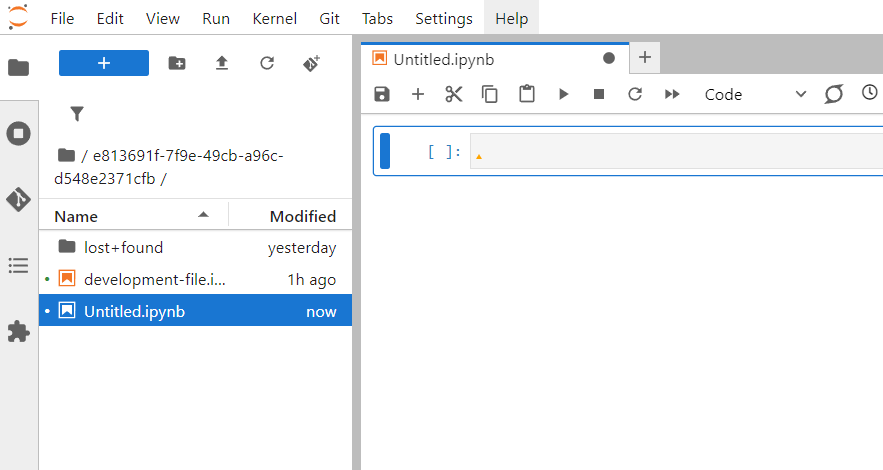 File Edit View Run Kernel Git Tabs Settings Help
Untitled.ipynb
Code
/ e813691f-7f9e-49cb-a96c-
d548e2371cfb /
Name Modified
lost+found yesterday
development-file.i... 1h ago
Untitled.ipynb now
[ ]: